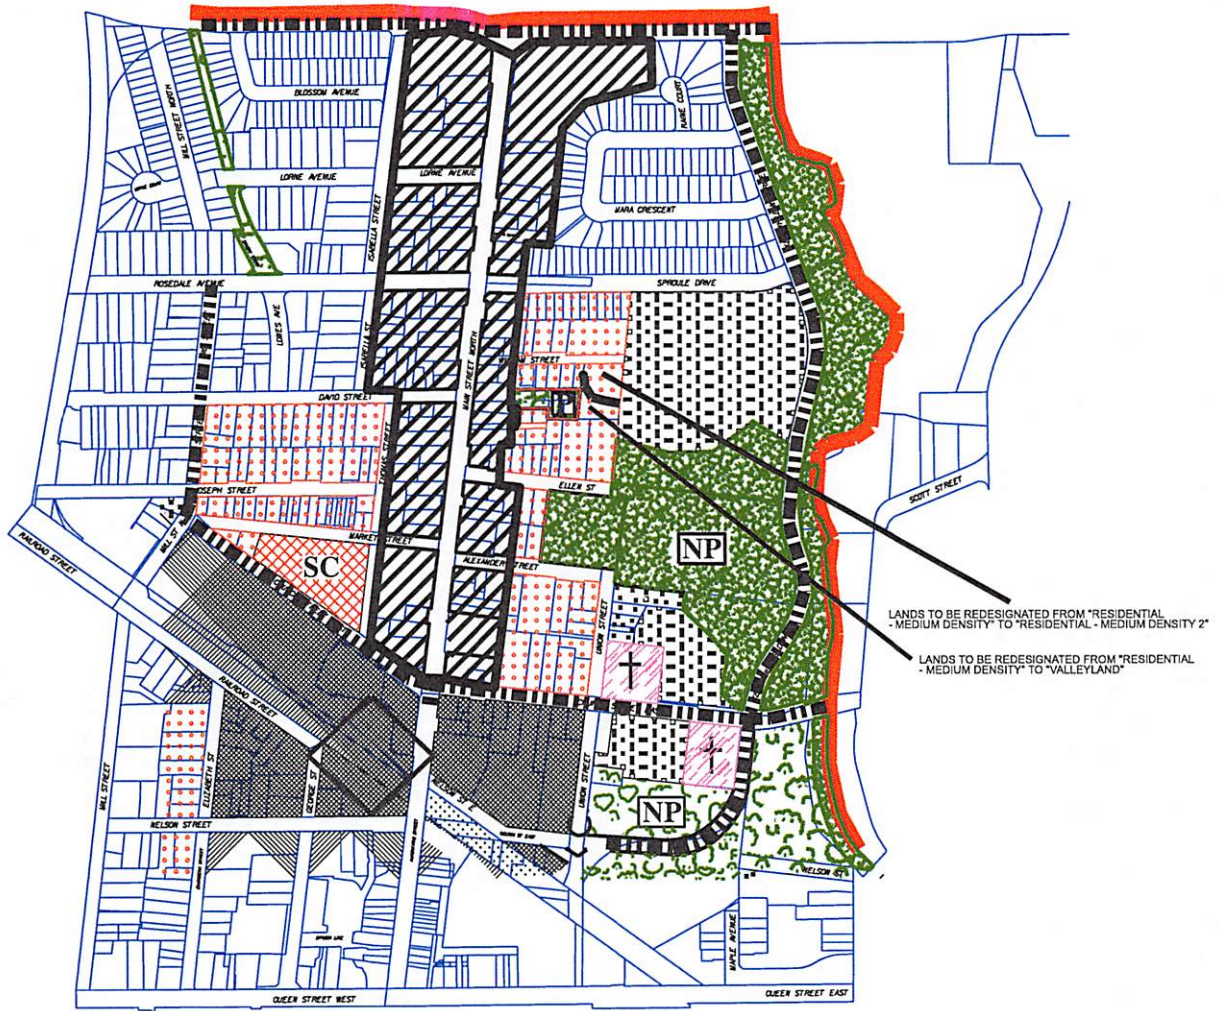 BLOSSOM AVENUE
MILL STREET NORTH
RAINE COURT
LORNE AVENUE
LORNE AVENUE
ISABELLA STREET
MARA CRESCENT
ROSEDALE AVENUE
SPROULE DRIVE
LOWES AVE
ISABELLA ST
MAIN STREET NORTH
DAVID STREET
THOMAS STREET
P
ELLEN ST
JOSEPH STREET
SCOTT STREET
MILL ST
RAILROAD STREET
MARKET STREET
SC
ALEXANDER STREET
NP
UNION STREET
LANDS TO BE REDESIGNATED FROM "RESIDENTIAL
- MEDIUM DENSITY" TO "RESIDENTIAL - MEDIUM DENSITY 2"
LANDS TO BE REDESIGNATED FROM "RESIDENTIAL
- MEDIUM DENSITY" TO "VALLEYLAND"
RAILROAD STREET
ELIZABETH ST
GEORGE ST
MILL STREET
UNION STREET
NP
NELSON STREET
NELSON ST
MAPLE AVENUE
QUEEN STREET WEST
QUEEN STREET EAST